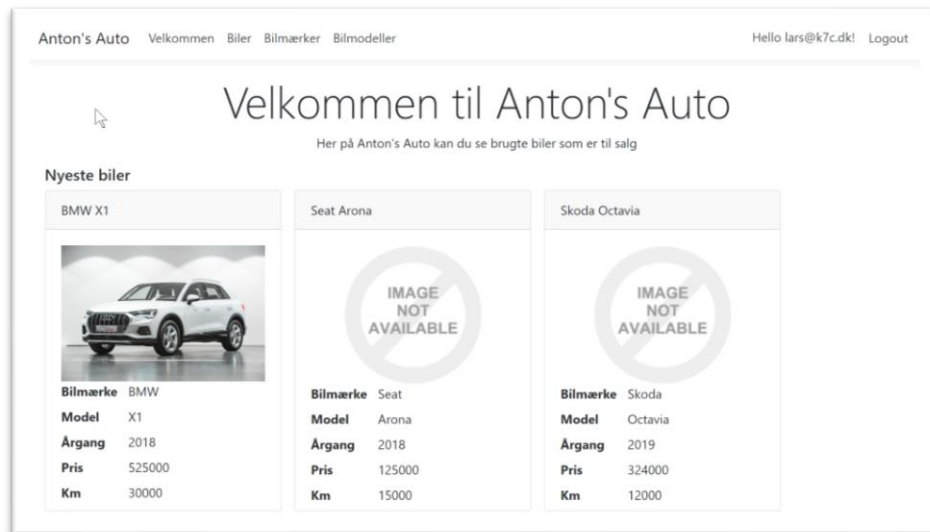 Anton's Auto Velkommen Biler Bilmærker Bilmodeller Hello lars@k7c.dk! Logout
Velkommen til Anton's Auto
Her på Anton's Auto kan du se brugte biler som er til salg
Nyeste biler
BMW X1
Bilmærke BMW
Model X1
Årgang 2018
Pris 525000
Km 30000
Seat Arona
IMAGE
NOT
AVAILABLE
Bilmærke Seat
Model Arona
Årgang 2018
Pris 125000
Km 15000
Skoda Octavia
IMAGE
NOT
AVAILABLE
Bilmærke Skoda
Model Octavia
Årgang 2019
Pris 324000
Km 12000